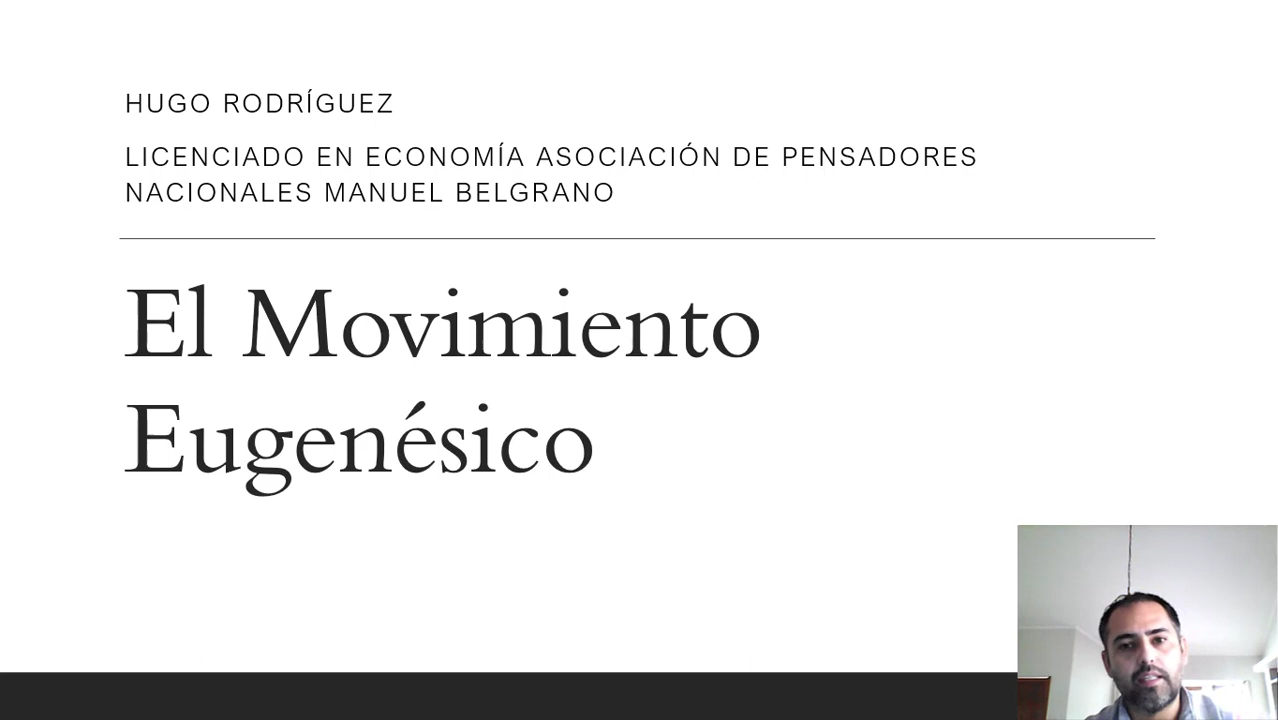 HUGO RODRÍGUEZ
LICENCIADO EN ECONOMÍA ASOCIACIÓN DE PENSADORES
NACIONALES MANUEL BELGRANO
El Movimiento
Eugenésico